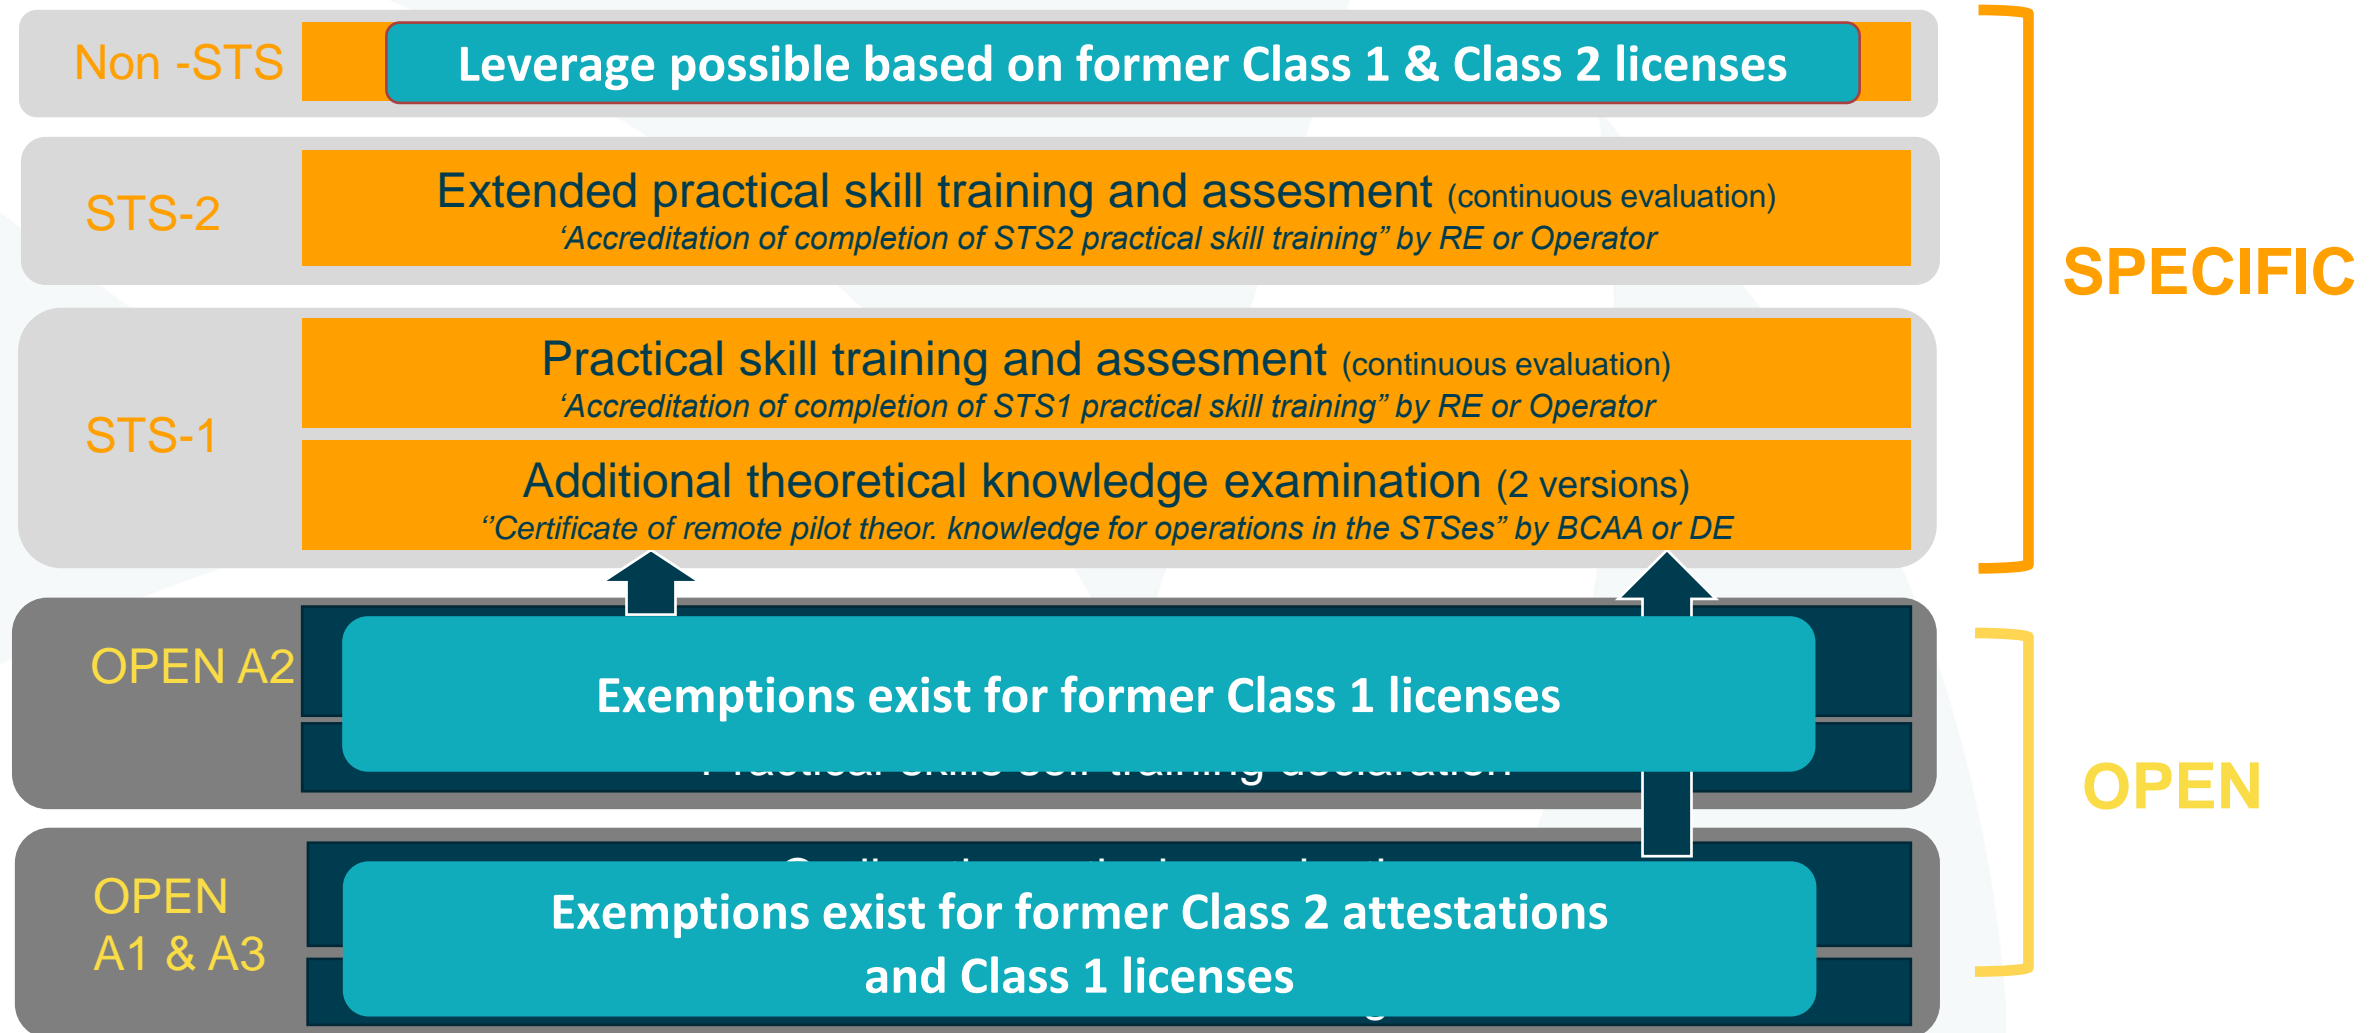 Non -STS
Leverage possible based on former Class 1 & Class 2 licenses
STS-2
Extended practical skill training and assesment (continuous evaluation)
‘Accreditation of completion of STS2 practical skill training” by RE or Operator
SPECIFIC
STS-1
Practical skill training and assesment (continuous evaluation)
‘Accreditation of completion of STS1 practical skill training” by RE or Operator
Additional theoretical knowledge examination (2 versions)
‘’Certificate of remote pilot theor. knowledge for operations in the STSes” by BCAA or DE
OPEN A2
Exemptions exist for former Class 1 licenses
Practical skills self training declaration
OPEN
OPEN
A1 & A3
Exemptions exist for former Class 2 attestations
and Class 1 licenses